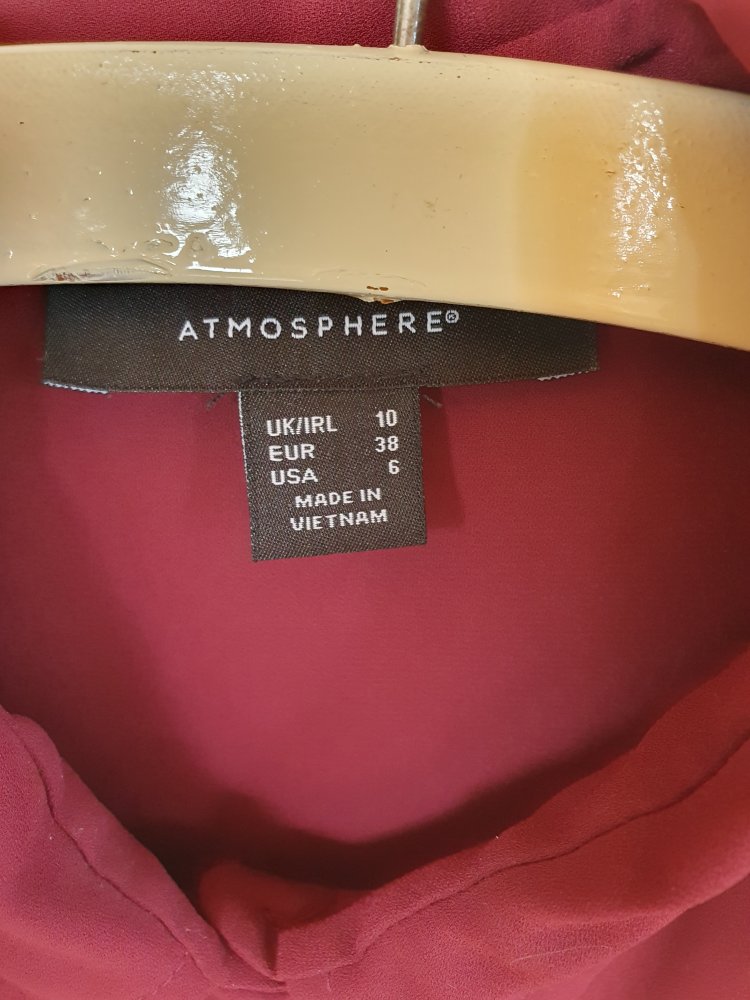 ATMOSPHERE®
UK/IRL 10
EUR 38
USA 6
MADE IN
VIETNAM